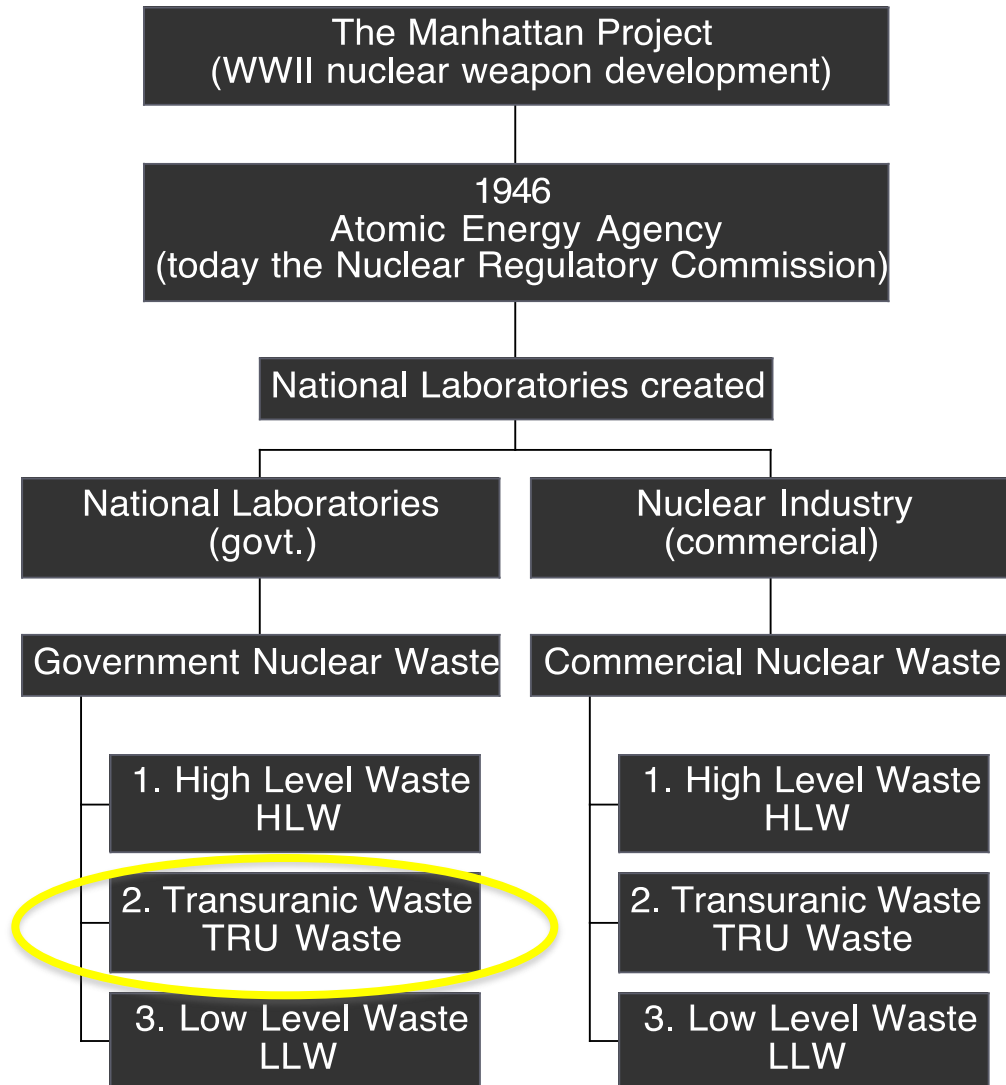 The Manhattan Project
(WWII nuclear weapon development)
1946
Atomic Energy Agency
(today the Nuclear Regulatory Commission)
National Laboratories created
National Laboratories
(govt.)
Nuclear Industry
(commercial)
Government Nuclear Waste
Commercial Nuclear Waste
1. High Level Waste
HLW
2. Transuranic Waste
TRU Waste
3. Low Level Waste
LLW
1. High Level Waste
HLW
2. Transuranic Waste
TRU Waste
3. Low Level Waste
LLW